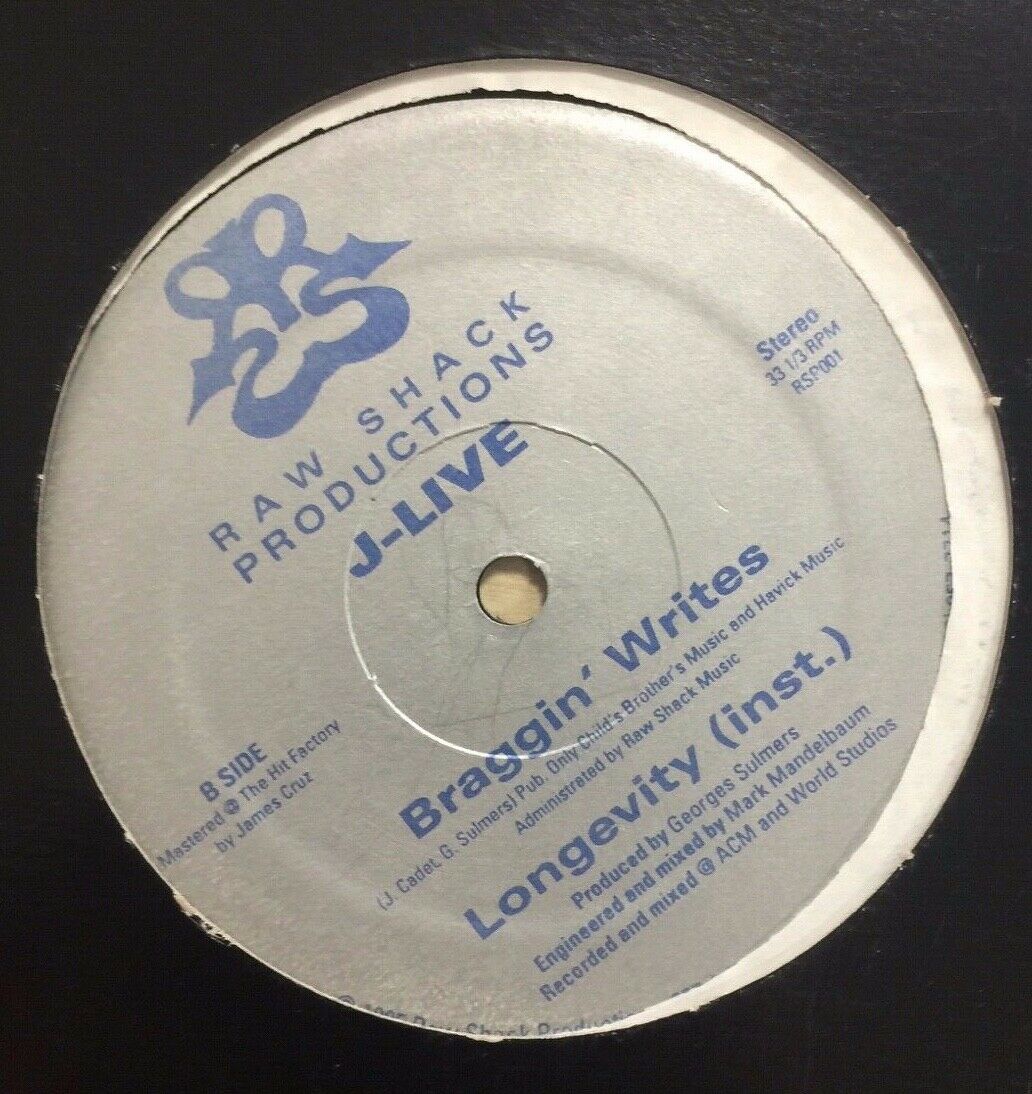 RAW SHACK
PRODUCTIONS
J-LIVE
Stereo
33 1/3 RPM
RSP001
B SIDE
Mastered @ The Hit Factory
by James Cruz
Braggin' Writes
(J. Cadet, G. Sulmers) Pub. Only Child's Brother's Music and Havick Music
Administrated by Raw Shack Music
Longevity (inst.)
Produced by Georges Sulmers
Engineered and mixed by Mark Mandelbaum
Recorded and mixed @ ACM and World Studios
Shack